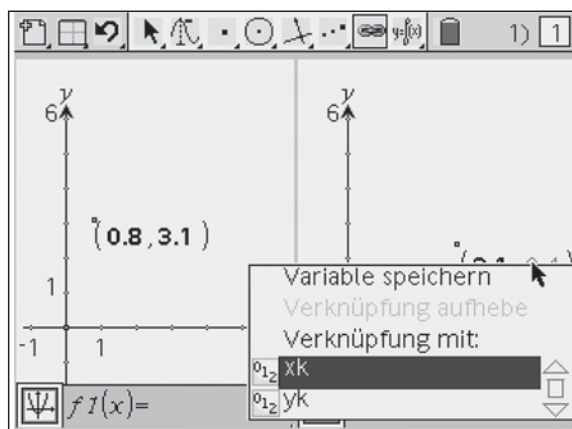 1) 1
y
6
(0.8,3.1)
1
-1 1
f1(x)=
y
6
Variable speichern
Verknüpfung aufhebe
Verknüpfung mit:
xk
yk